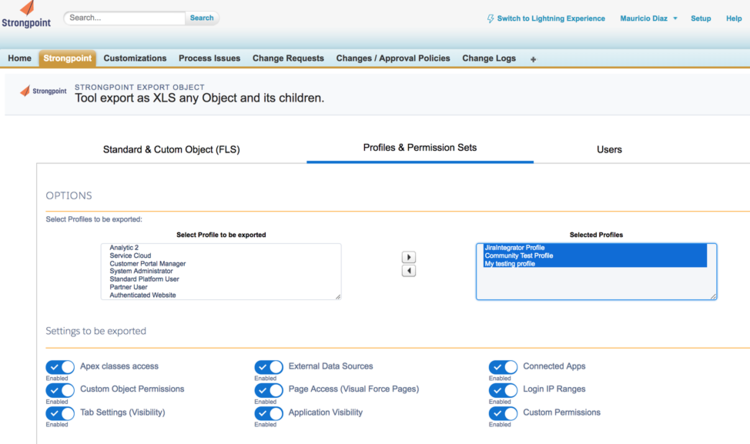 Strongpoint
Search...
Search
Switch to Lightning Experience
Mauricio Diaz
Setup
Help
Home
Strongpoint
Customizations
Process Issues
Change Requests
Changes / Approval Policies
Change Logs
+
Strongpoint
STRONGPOINT EXPORT OBJECT
Tool export as XLS any Object and its children.
Standard & Cutom Object (FLS)
Profiles & Permission Sets
Users
OPTIONS
Select Profiles to be exported:
Select Profile to be exported
Selected Profiles
Analytic 2
Service Cloud
Customer Portal Manager
System Administrator
Standard Platform User
Partner User
Authenticated Website
JiraIntegrator Profile
Community Test Profile
My testing profile
Settings to be exported
Apex classes access
Enabled
External Data Sources
Enabled
Connected Apps
Enabled
Custom Object Permissions
Enabled
Page Access (Visual Force Pages)
Enabled
Login IP Ranges
Enabled
Tab Settings (Visibility)
Enabled
Application Visibility
Enabled
Custom Permissions
Enabled